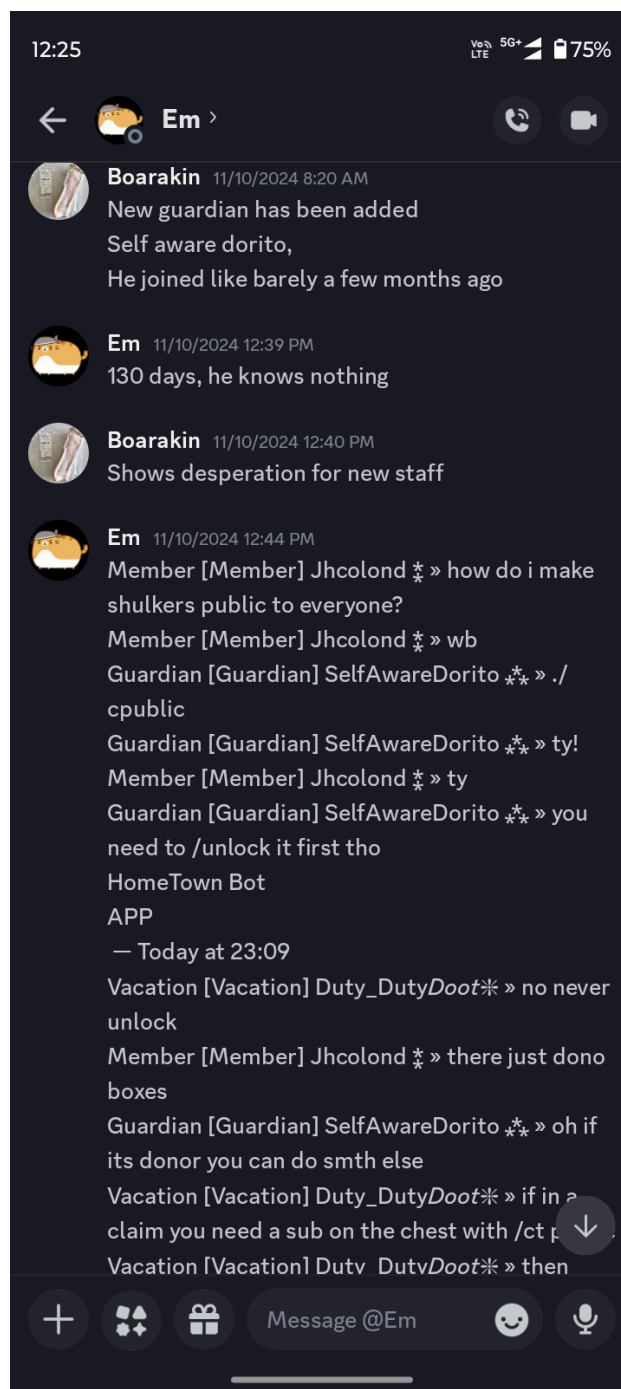 12:25 Vo LTE 5G+ 75%
Em
Boarakin 11/10/2024 8:20 AM
New guardian has been added
Self aware dorito,
He joined like barely a few months ago
Em 11/10/2024 12:39 PM
130 days, he knows nothing
Boarakin 11/10/2024 12:40 PM
Shows desperation for new staff
Em 11/10/2024 12:44 PM
Member [Member] Jhcolond ⁑ » how do i make
shulkers public to everyone?
Member [Member] Jhcolond ⁑ » wb
Guardian [Guardian] SelfAwareDorito ⁂ » ./
cpublic
Guardian [Guardian] SelfAwareDorito ⁂ » ty!
Member [Member] Jhcolond ⁑ » ty
Guardian [Guardian] SelfAwareDorito ⁂ » you
need to /unlock it first tho
HomeTown Bot
APP
— Today at 23:09
Vacation [Vacation] Duty_DutyDoot❈ » no never
unlock
Member [Member] Jhcolond ⁑ » there just dono
boxes
Guardian [Guardian] SelfAwareDorito ⁂ » oh if
its donor you can do smth else
Vacation [Vacation] Duty_DutyDoot❈ » if in a
claim you need a sub on the chest with /ct
Vacation [Vacation] Duty_DutyDoot❈ » then
Message @Em